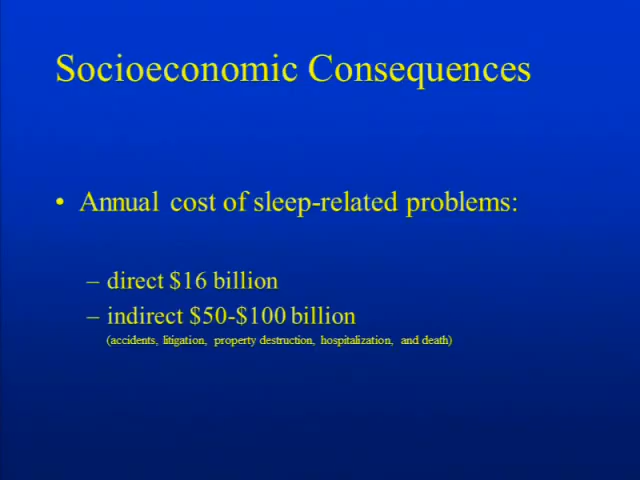 Socioeconomic Consequences
• Annual cost of sleep-related problems:
– direct $16 billion
– indirect $50-$100 billion
(accidents, litigation, property destruction, hospitalization, and death)